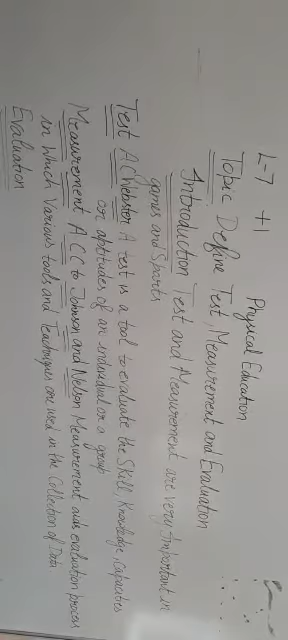 Physical Education
L-7 +1
Topic Define Test, Measurement and Evaluation
Introduction Test and Measurement are very important in
games and Sports
Test ACWebster A test is a tool to evaluate the Skill, Knowledge, Capacities
or aptitudes of an individual or a group
Measurement ACC to Johnson and Nelson Measurement aids evaluation process
in which Various tools and Techniques are used in the Collection of Data
Evaluation